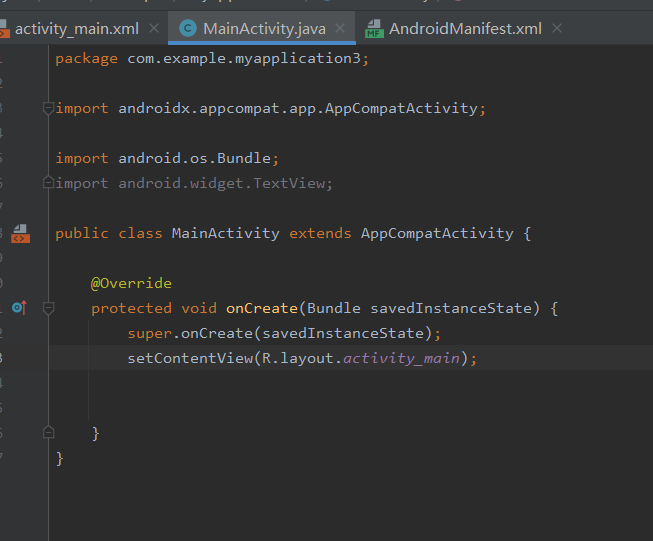 activity_main.xml MainActivity.java AndroidManifest.xml
package com.example.myapplication3;
import androidx.appcompat.app.AppCompatActivity;
import android.os.Bundle;
import android.widget.TextView;
public class MainActivity extends AppCompatActivity {
@Override
protected void onCreate(Bundle savedInstanceState) {
super.onCreate(savedInstanceState);
setContentView(R.layout.activity_main);
}
}